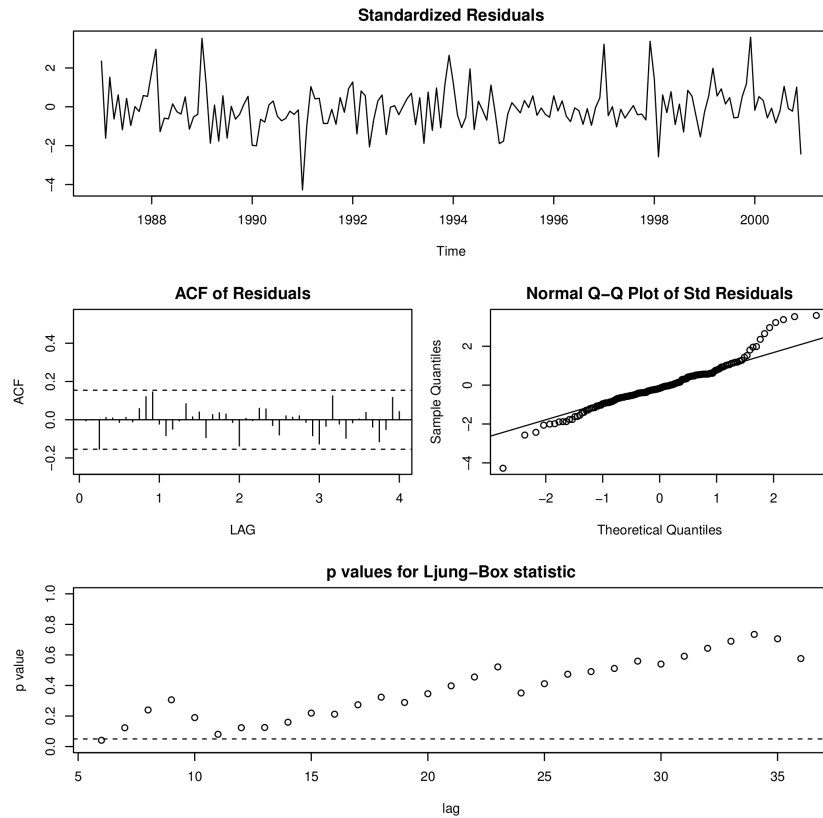 Standardized Residuals
2
0
−2
−4
1988 1990 1992 1994 1996 1998 2000
Time
ACF of Residuals
ACF
0.4
0.2
0.0
−0.2
0 1 2 3 4
LAG
Normal Q−Q Plot of Std Residuals
Sample Quantiles
2
0
−2
−4
−2 −1 0 1 2
Theoretical Quantiles
p values for Ljung−Box statistic
p value
1.0
0.8
0.6
0.4
0.2
0.0
5 10 15 20 25 30 35
lag